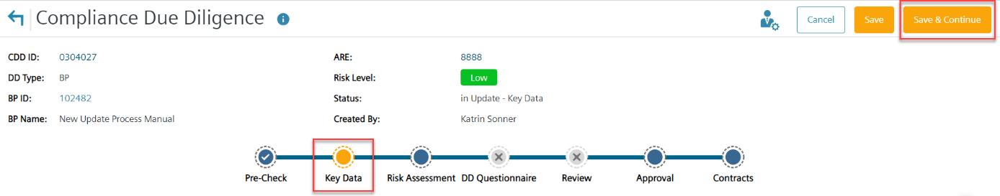 Compliance Due Diligence
Cancel
Save
Save & Continue
CDD ID: 0304027 ARE: 8888
DD Type: BP Risk Level: Low
BP ID: 102482 Status: in Update - Key Data
BP Name: New Update Process Manual Created By: Katrin Sonner
Pre-Check Key Data Risk Assessment DD Questionnaire Review Approval Contracts